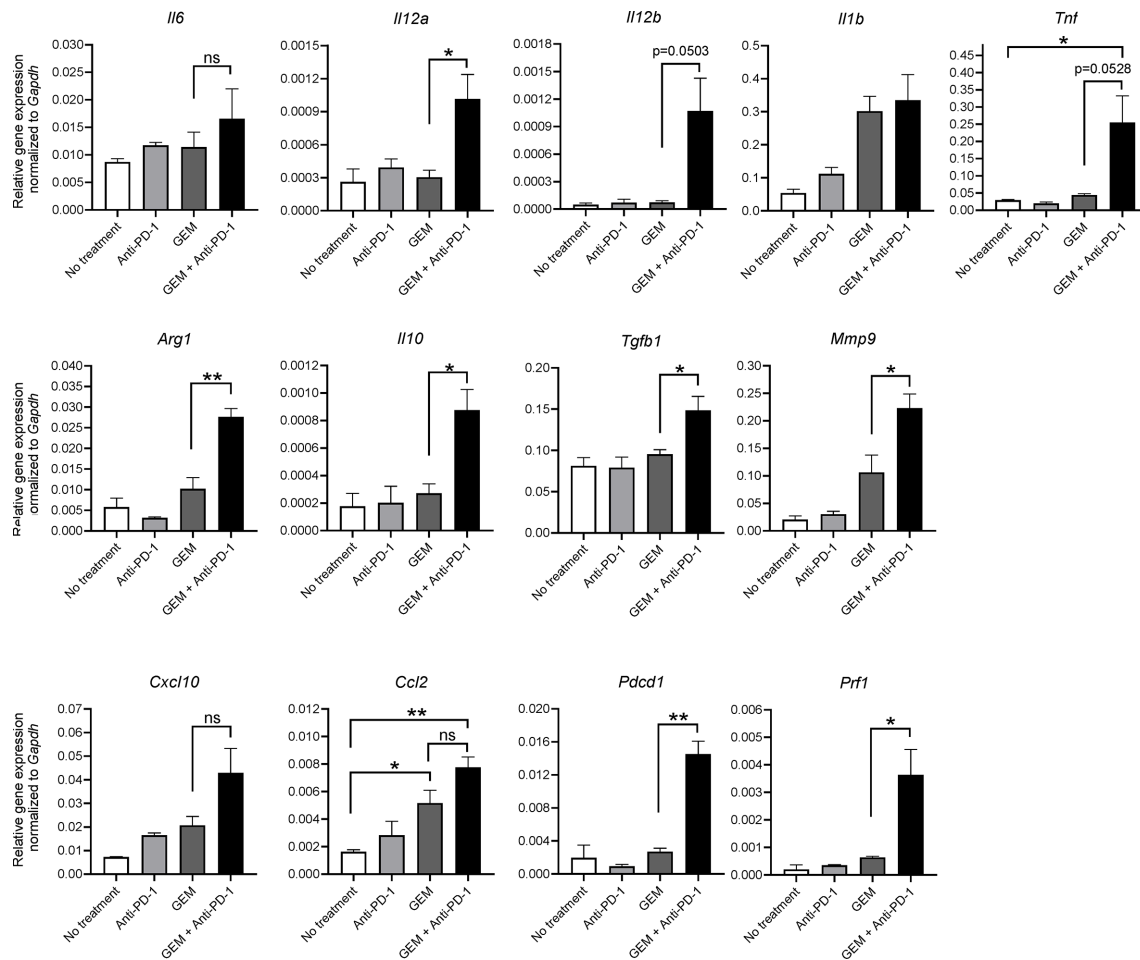 Il6
Relative gene expression
normalized to Gapdh
0.030
0.025
0.020
0.015
0.010
0.005
0.000
ns
No treatment
Anti-PD-1
GEM
GEM + Anti-PD-1
Il12a
0.0015
0.0012
0.0009
0.0006
0.0003
0.0000
*
No treatment
Anti-PD-1
GEM
GEM + Anti-PD-1
Il12b
0.0018
0.0015
0.0012
0.0009
0.0006
0.0003
0.0000
p=0.0503
No treatment
Anti-PD-1
GEM
GEM + Anti-PD-1
Il1b
0.5
0.4
0.3
0.2
0.1
0.0
No treatment
Anti-PD-1
GEM
GEM + Anti-PD-1
Tnf
0.45
0.40
0.35
0.30
0.25
0.20
0.15
0.10
0.05
0.00
*
p=0.0528
No treatment
Anti-PD-1
GEM
GEM + Anti-PD-1
Arg1
Relative gene expression
normalized to Gapdh
0.040
0.035
0.030
0.025
0.020
0.015
0.010
0.005
0.000
**
No treatment
Anti-PD-1
GEM
GEM + Anti-PD-1
Il10
0.0012
0.0010
0.0008
0.0006
0.0004
0.0002
0.0000
*
No treatment
Anti-PD-1
GEM
GEM + Anti-PD-1
Tgfb1
0.20
0.15
0.10
0.05
0.00
*
No treatment
Anti-PD-1
GEM
GEM + Anti-PD-1
Mmp9
0.30
0.25
0.20
0.15
0.10
0.05
0.00
*
No treatment
Anti-PD-1
GEM
GEM + Anti-PD-1
Cxcl10
Relative gene expression
normalized to Gapdh
0.07
0.06
0.05
0.04
0.03
0.02
0.01
0.00
ns
No treatment
Anti-PD-1
GEM
GEM + Anti-PD-1
Ccl2
0.012
0.010
0.008
0.006
0.004
0.002
0.000
**
ns
*
No treatment
Anti-PD-1
GEM
GEM + Anti-PD-1
Pdcd1
0.020
0.016
0.012
0.008
0.004
0.000
**
No treatment
Anti-PD-1
GEM
GEM + Anti-PD-1
Prf1
0.006
0.005
0.004
0.003
0.002
0.001
0.000
*
No treatment
Anti-PD-1
GEM
GEM + Anti-PD-1